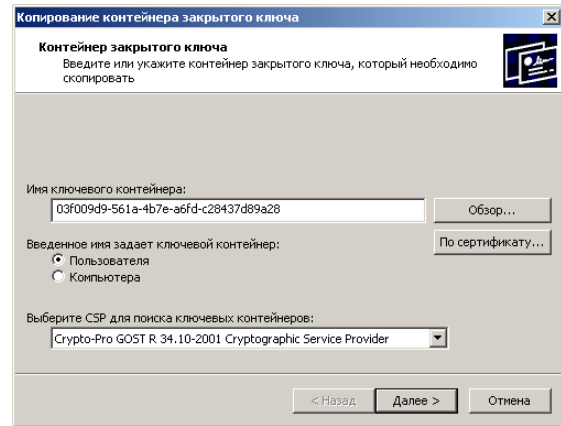 Копирование контейнера закрытого ключа
Контейнер закрытого ключа
Введите или укажите контейнер закрытого ключа, который необходимо
скопировать
Имя ключевого контейнера:
03f009d9-561a-4b7e-a6fd-c28437d89a28
Обзор...
Введенное имя задает ключевой контейнер:
По сертификату...
Пользователя
Компьютера
Выберите CSP для поиска ключевых контейнеров:
Crypto-Pro GOST R 34.10-2001 Cryptographic Service Provider
< Назад
Далее >
Отмена